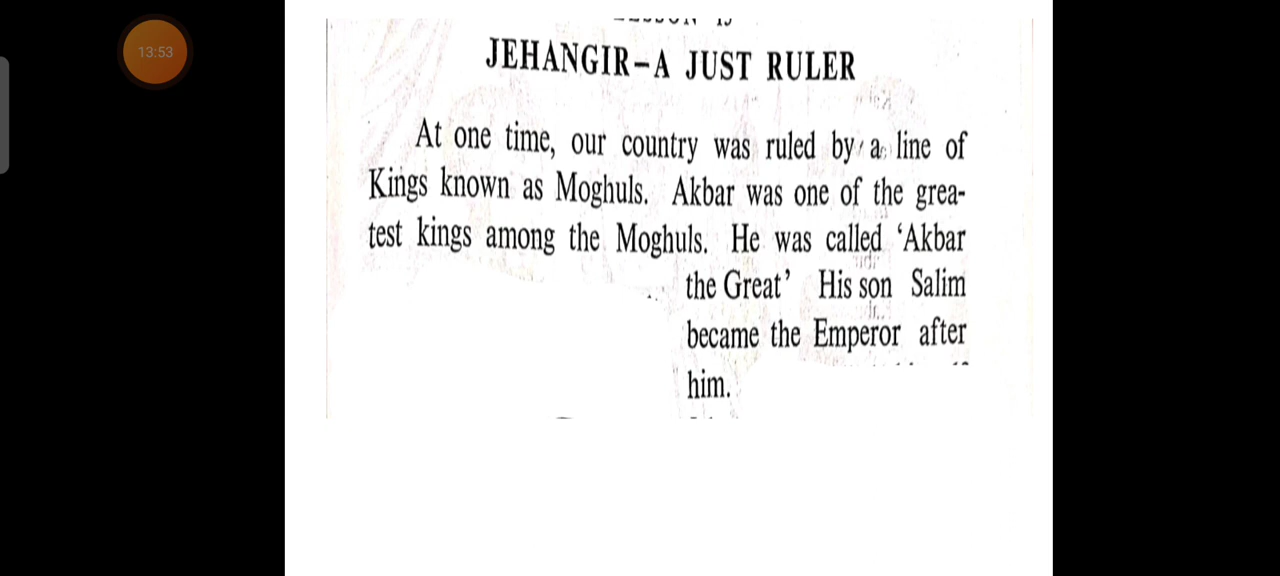 13:53
JEHANGIR–A JUST RULER
At one time, our country was ruled by a line of
Kings known as Moghuls. Akbar was one of the grea-
test kings among the Moghuls. He was called ‘Akbar
the Great’ His son Salim
became the Emperor after
him.